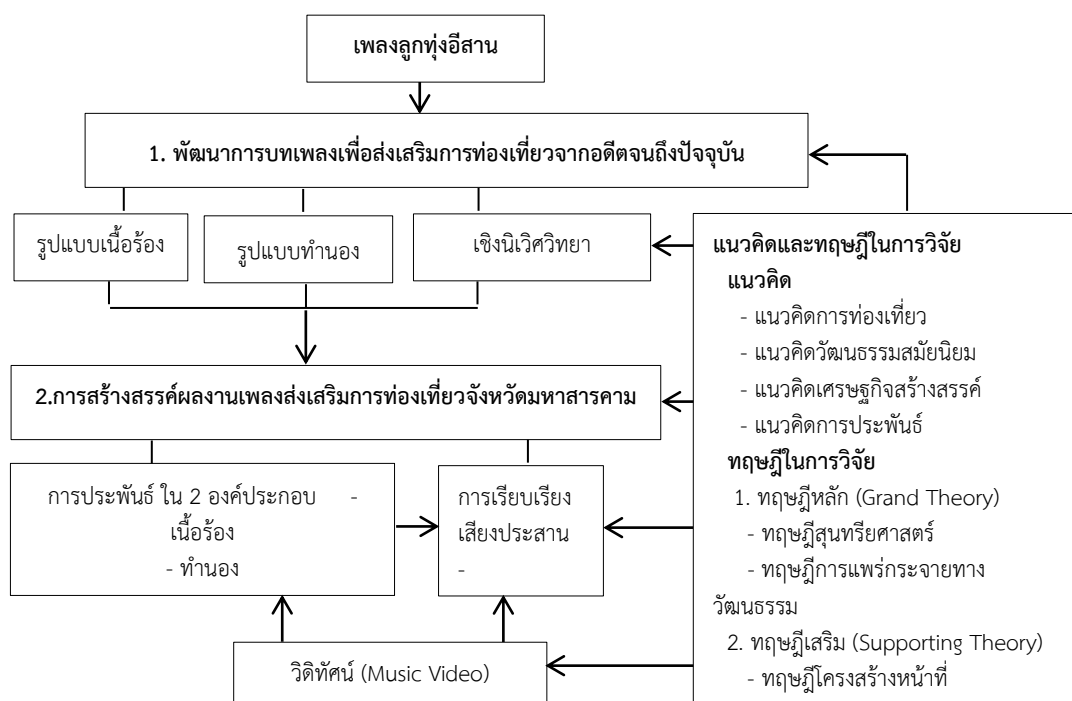 เพลงลูกทุ่งอีสาน
1. พัฒนาการบทเพลงเพื่อส่งเสริมการท่องเที่ยวจากอดีตจนถึงปัจจุบัน
รูปแบบเนื้อร้อง
รูปแบบทำนอง
เชิงนิเวิศวิทยา
2.การสร้างสรรค์ผลงานเพลงส่งเสริมการท่องเที่ยวจังหวัดมหาสารคาม
การประพันธ์ ใน 2 องค์ประกอบ -
เนื้อร้อง
- ทำนอง
การเรียบเรียง
เสียงประสาน
-
วิดิทัศน์ (Music Video)
แนวคิดและทฤษฎีในการวิจัย
แนวคิด
- แนวคิดการท่องเที่ยว
- แนวคิดวัฒนธรรมสมัยนิยม
- แนวคิดเศรษฐกิจสร้างสรรค์
- แนวคิดการประพันธ์
ทฤษฎีในการวิจัย
1. ทฤษฎีหลัก (Grand Theory)
- ทฤษฎีสุนทรียศาสตร์
- ทฤษฎีการแพร่กระจายทาง
วัฒนธรรม
2. ทฤษฎีเสริม (Supporting Theory)
- ทฤษฎีโครงสร้างหน้าที่